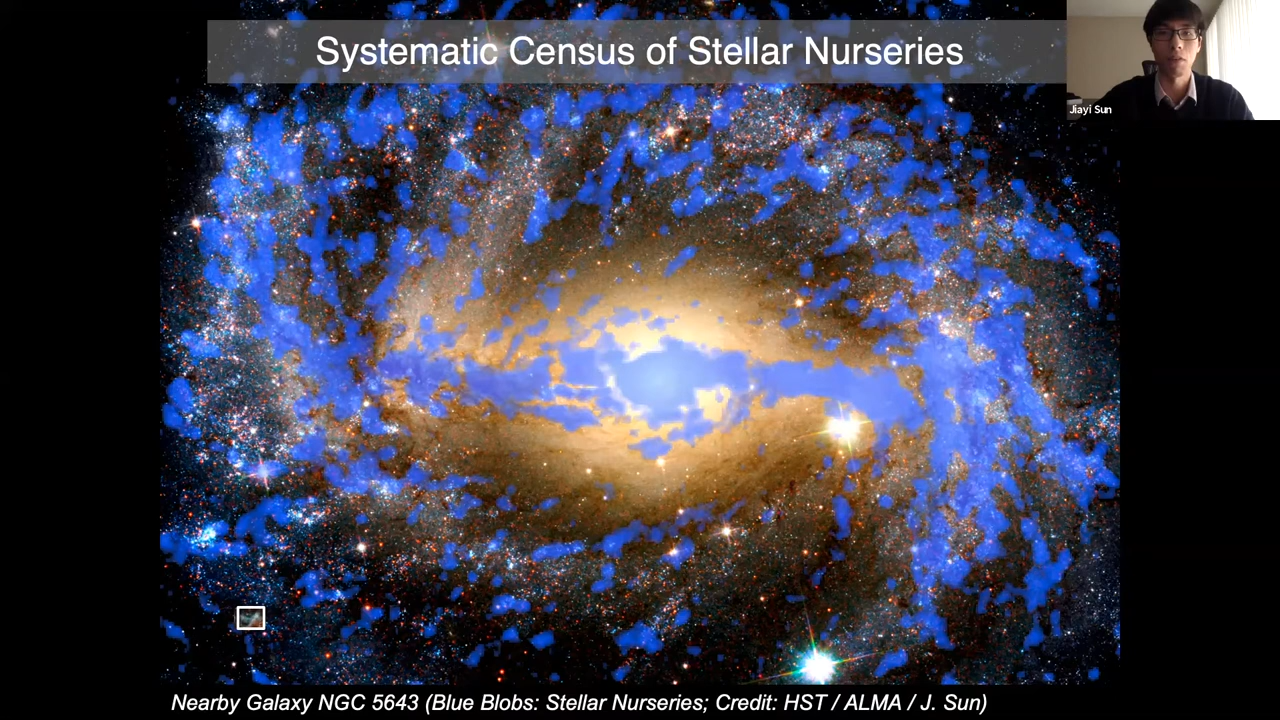 Systematic Census of Stellar Nurseries
Jiayi Sun
Nearby Galaxy NGC 5643 (Blue Blobs: Stellar Nurseries; Credit: HST / ALMA / J. Sun)